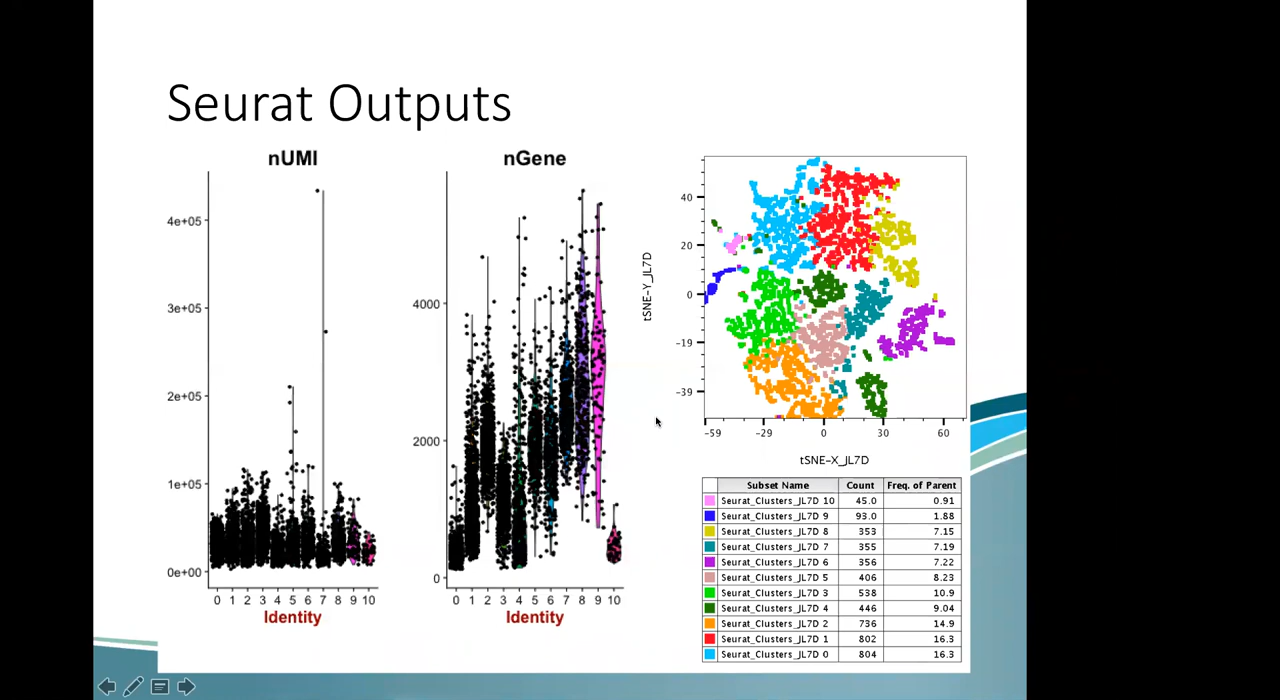 Seurat Outputs
nUMI
4e+05
3e+05
2e+05
1e+05
0e+00
0 1 2 3 4 5 6 7 8 9 10
Identity
nGene
4000
2000
0
0 1 2 3 4 5 6 7 8 9 10
Identity
tSNE-Y_JL7D
40
20
0
-19
-39
-59 -29 0 30 60
tSNE-X_JL7D
Subset Name Count Freq. of Parent
Seurat_Clusters_JL7D 10 45.0 0.91
Seurat_Clusters_JL7D 9 93.0 1.88
Seurat_Clusters_JL7D 8 353 7.15
Seurat_Clusters_JL7D 7 355 7.19
Seurat_Clusters_JL7D 6 356 7.22
Seurat_Clusters_JL7D 5 406 8.23
Seurat_Clusters_JL7D 3 538 10.9
Seurat_Clusters_JL7D 4 446 9.04
Seurat_Clusters_JL7D 2 736 14.9
Seurat_Clusters_JL7D 1 802 16.3
Seurat_Clusters_JL7D 0 804 16.3